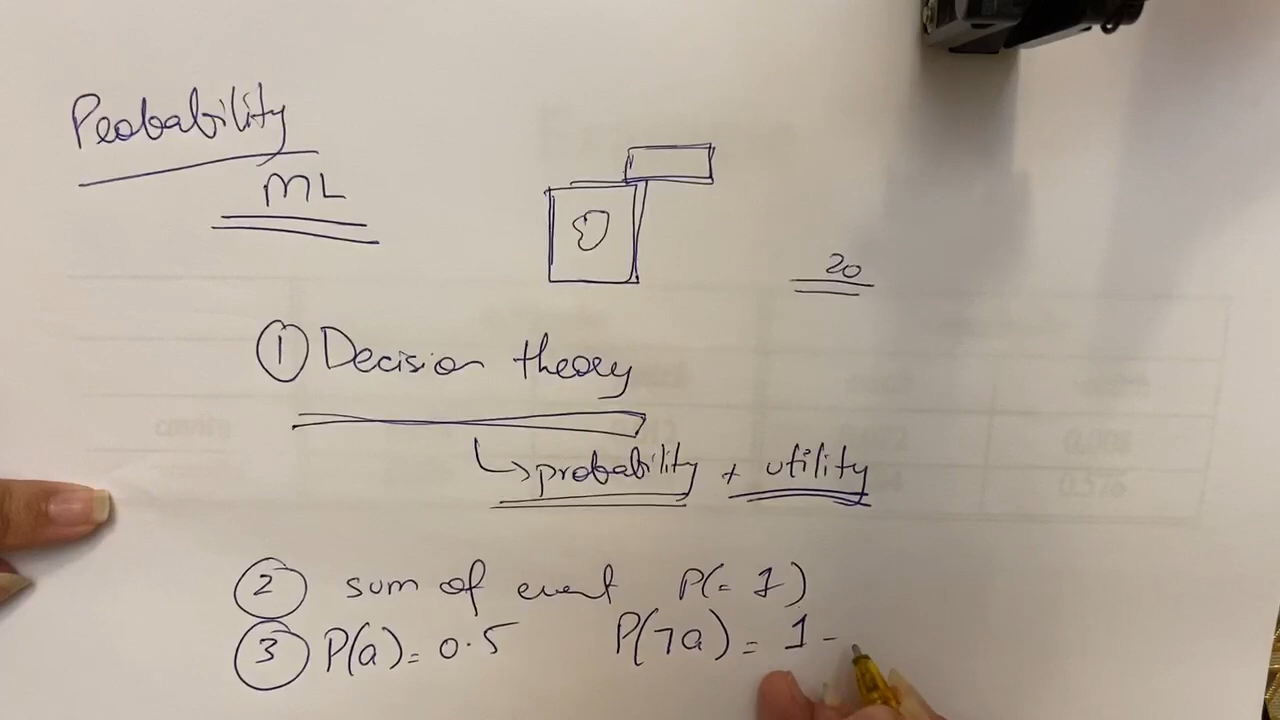 Probability
ML
20
① Decision theory
↳ probability + utility
② sum of event P(= 1)
③ P(a) = 0.5 P(¬a) = 1 -